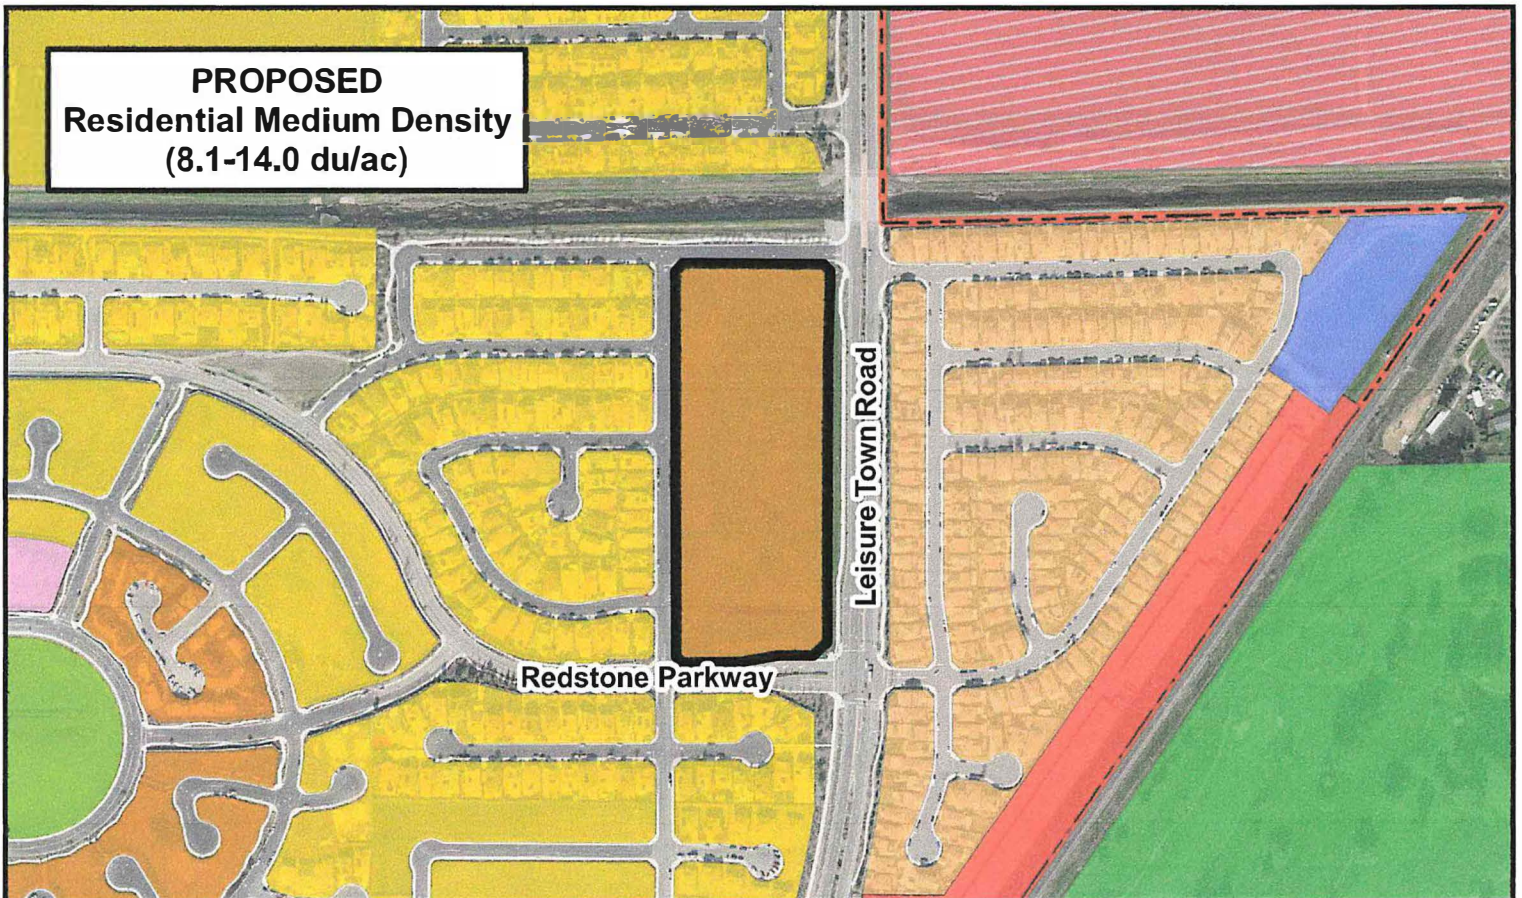 PROPOSED
Residential Medium Density
(8.1-14.0 du/ac)
Leisure Town Road
Redstone Parkway